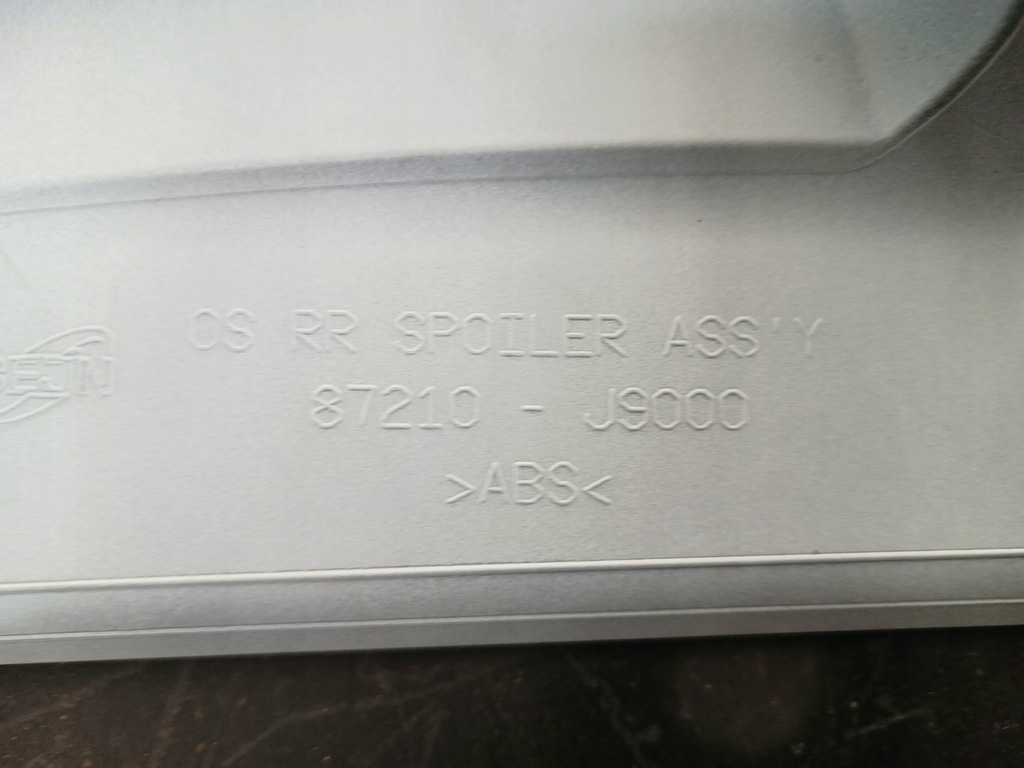 OS RR SPOILER ASS'Y
87210 - J9000
>ABS<